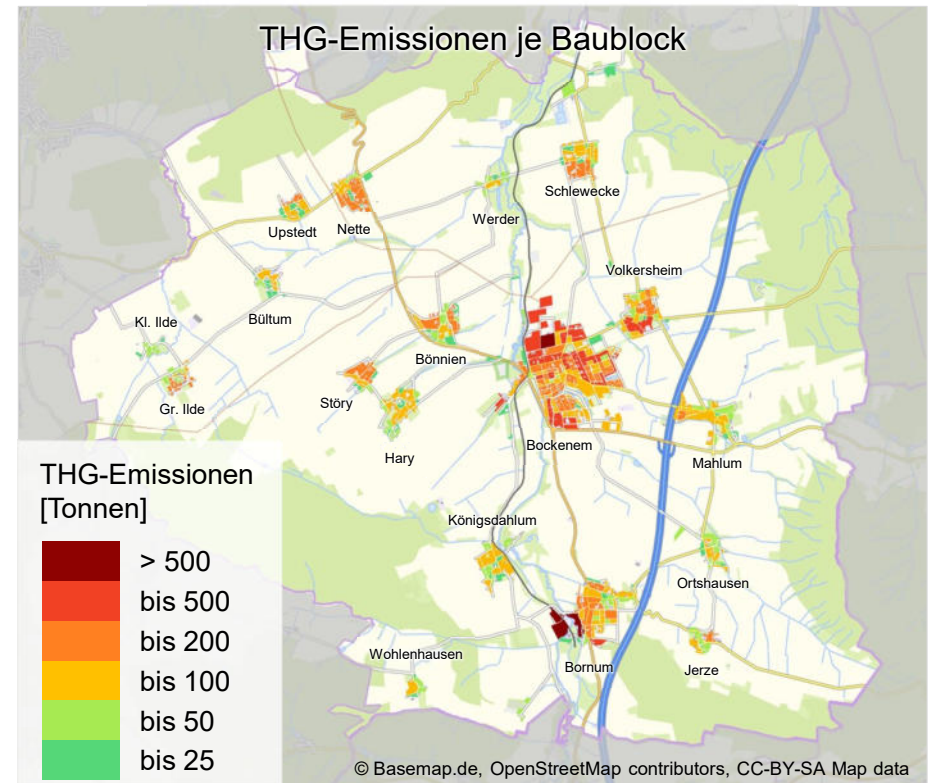 THG-Emissionen je Baublock
Schlewecke
Werder
Upstedt
Nette
Volkersheim
Kl. Ilde
Bültum
Bönnien
Gr. Ilde
Störy
Bockenem
Hary
Mahlum
THG-Emissionen
[Tonnen]
> 500
bis 500
bis 200
bis 100
bis 50
bis 25
Königsdahlum
Ortshausen
Wohlenhausen
Bornum
Jerze
© Basemap.de, OpenStreetMap contributors, CC-BY-SA Map data